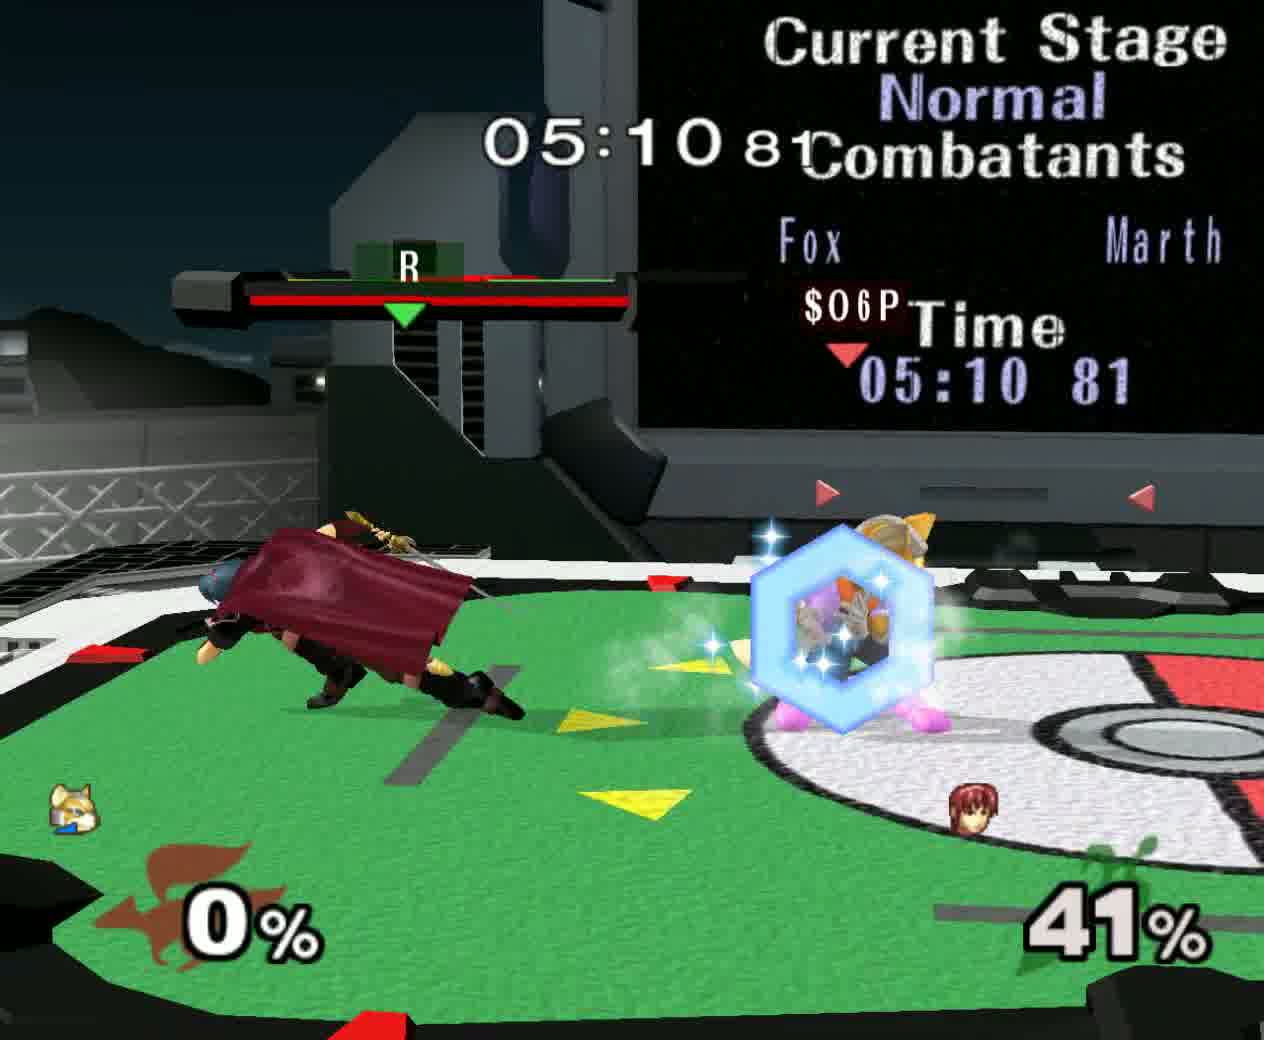 Current Stage
Normal
05:10 81
Combatants
Fox Marth
R
$06P
Time
05:10 81
0%
41%